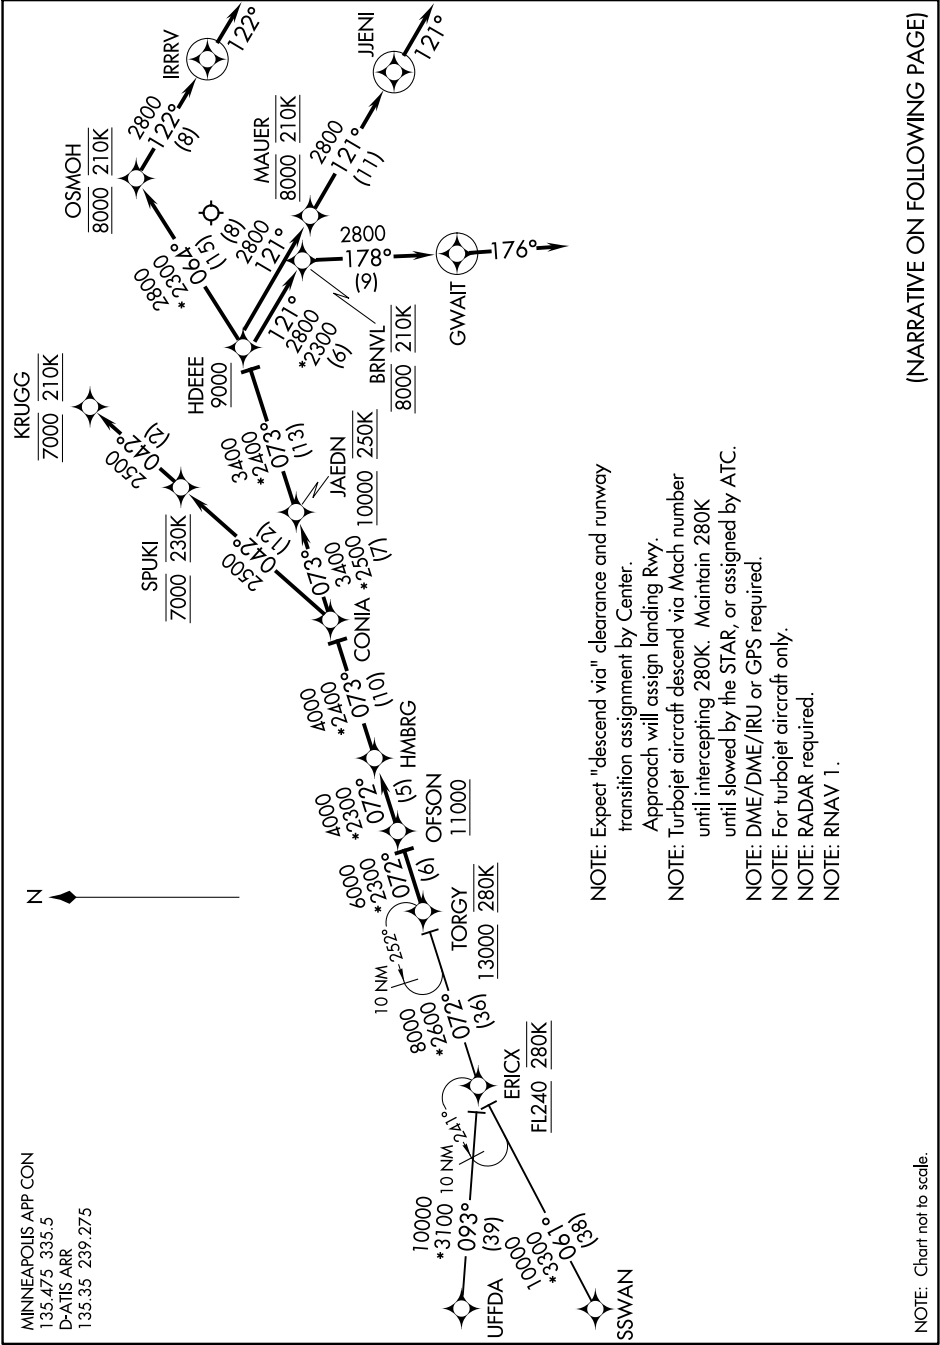 MINNEAPOLIS APP CON
135.475 335.5
D-ATIS ARR
135.35 239.275
N
UFFDA
10000
*3100
093°
(39)
10 NM
241°
SSWAN
10000
*3300
061°
(38)
ERICX
FL240 280K
8000
*2600
072°
(36)
10 NM
252°
TORGY
13000 280K
6000
*2300
072°
(6)
OFSON
11000
4000
*2300
072°
(5)
HMBRG
4000
*2400
073°
(10)
CONIA
2500
042°
(12)
SPUKI
7000 230K
2500
042°
(2)
KRUGG
7000 210K
073°
3400
*2500
(7)
JAEDN
10000 250K
3400
*2400
073°
(13)
HDEEE
9000
2800
*2300
064°
(15)
OSMOH
8000 210K
2800
122°
(8)
IRRRV
122°
(8)
2800
121°
MAUER
8000 210K
2800
121°
(11)
JJENI
121°
121°
2800
*2300
(6)
BRNVL
8000 210K
2800
178°
(9)
GWAIT
176°
NOTE: Expect "descend via" clearance and runway
transition assignment by Center.
Approach will assign landing Rwy.
NOTE: Turbojet aircraft descend via Mach number
until intercepting 280K. Maintain 280K
until slowed by the STAR, or assigned by ATC.
NOTE: DME/DME/IRU or GPS required.
NOTE: For turbojet aircraft only.
NOTE: RADAR required.
NOTE: RNAV 1.
NOTE: Chart not to scale.
(NARRATIVE ON FOLLOWING PAGE)